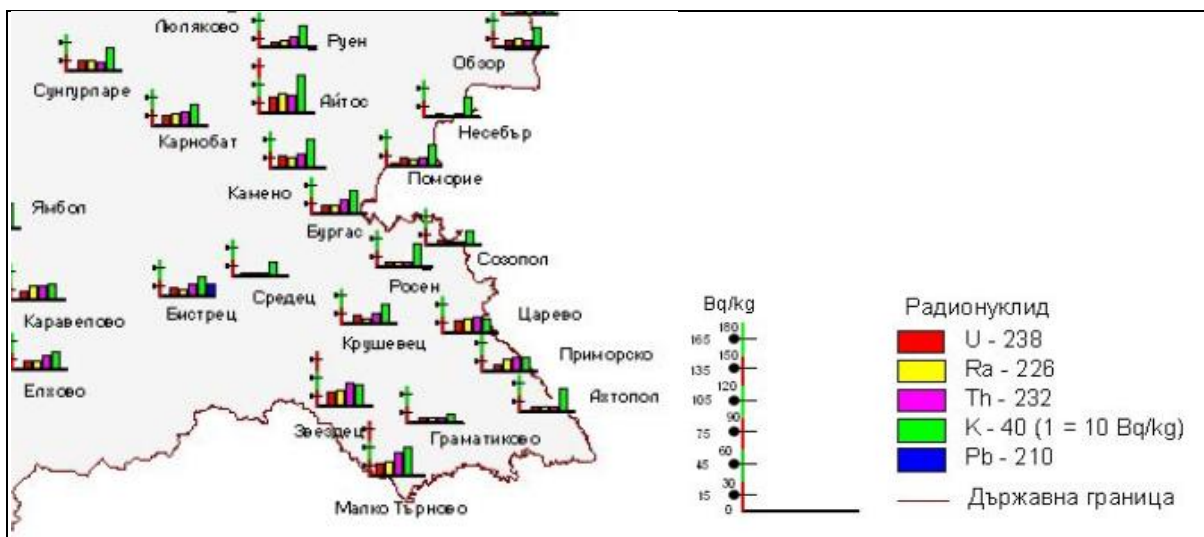 Люляково
Руен
Обзор
Сунгурларе
Айтос
Карнобат
Несебър
Камено
Поморие
Ямбол
Бургас
Созопол
Средец
Росен
Каравелово
Бистрец
Крушевец
Царево
Приморско
Елхово
Ахтопол
Звездец
Граматиково
Малко Търново
Bq/kg
180
165
150
135
120
105
90
75
60
45
30
15
0
Радионуклид
U - 238
Ra - 226
Th - 232
K - 40 (1 = 10 Bq/kg)
Pb - 210
Държавна граница